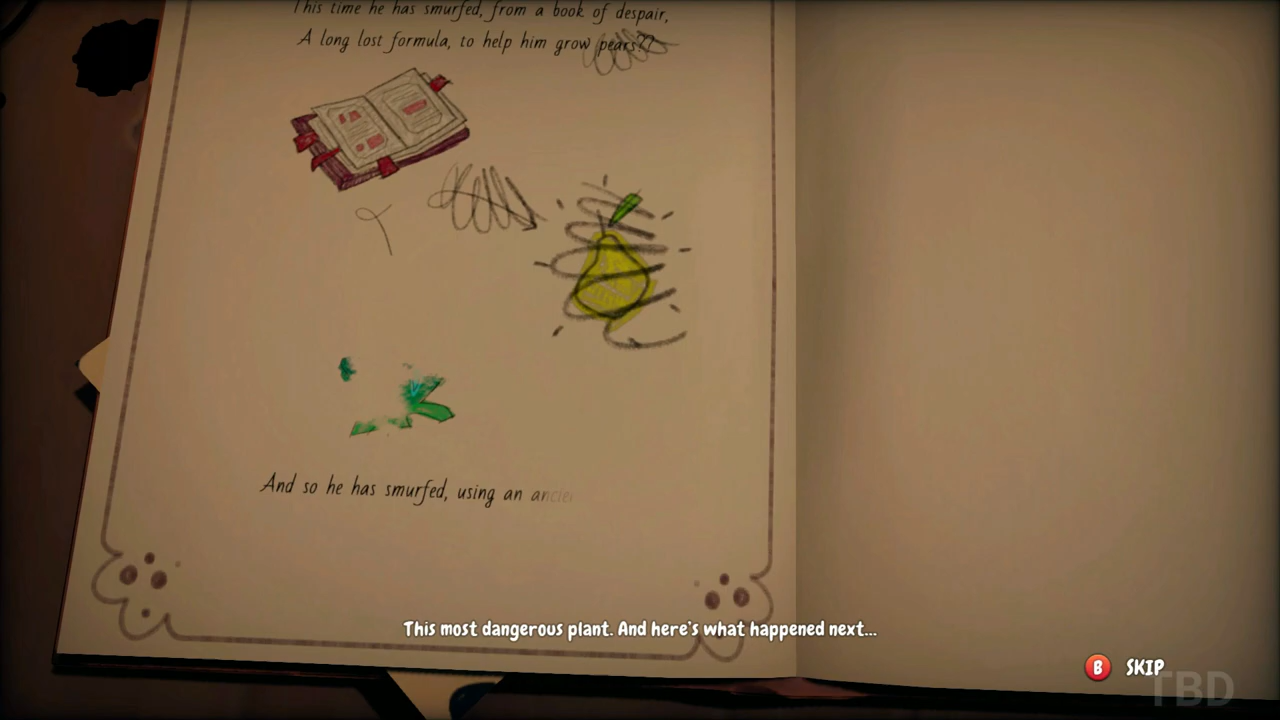 This time he has smurfed, from a book of despair,
A long lost formula, to help him grow pears??
And so he has smurfed, using an ancie
This most dangerous plant. And here's what happened next...
B SKIP
TBD